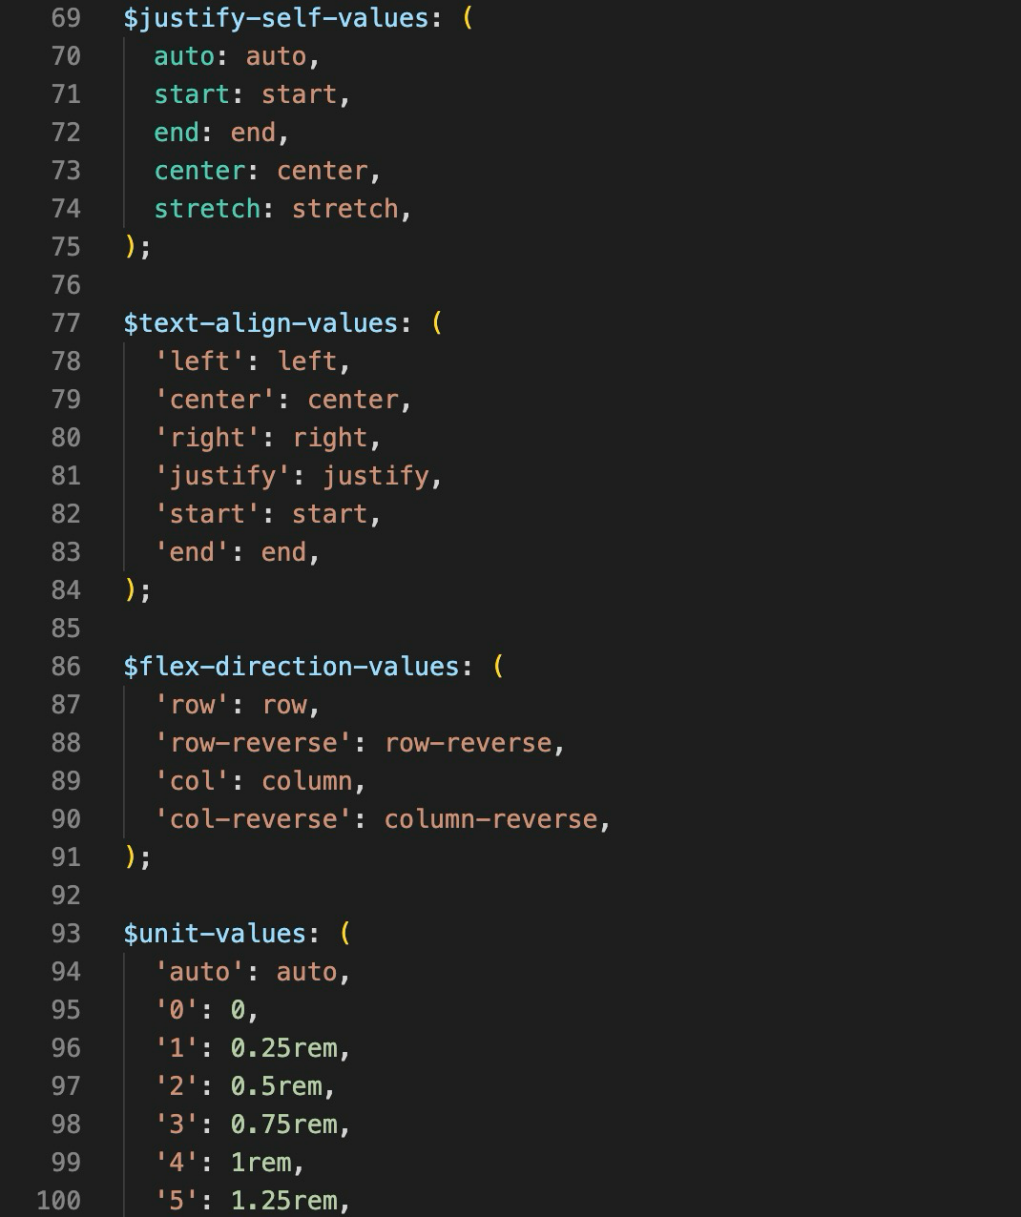 69 $justify-self-values: (
70 auto: auto,
71 start: start,
72 end: end,
73 center: center,
74 stretch: stretch,
75 );
76
77 $text-align-values: (
78 'left': left,
79 'center': center,
80 'right': right,
81 'justify': justify,
82 'start': start,
83 'end': end,
84 );
85
86 $flex-direction-values: (
87 'row': row,
88 'row-reverse': row-reverse,
89 'col': column,
90 'col-reverse': column-reverse,
91 );
92
93 $unit-values: (
94 'auto': auto,
95 '0': 0,
96 '1': 0.25rem,
97 '2': 0.5rem,
98 '3': 0.75rem,
99 '4': 1rem,
100 '5': 1.25rem,